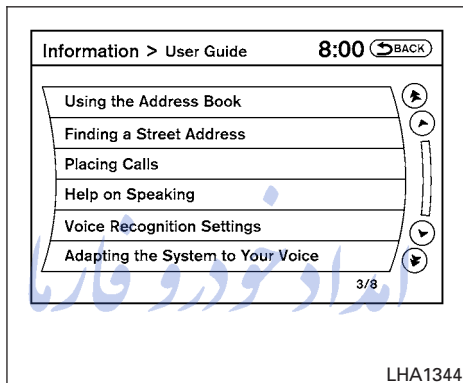 Information > User Guide 8:00 BACK
Using the Address Book
Finding a Street Address
Placing Calls
Help on Speaking
Voice Recognition Settings
Adapting the System to Your Voice
3/8
امداد خودرو فارما
LHA1344